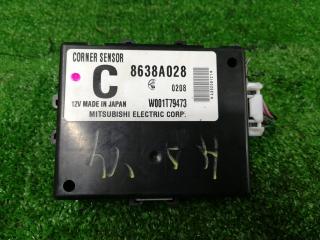 CORNER SENSOR
C 8638A028
0208
12V MADE IN JAPAN W001T79473
MITSUBISHI ELECTRIC CORP.